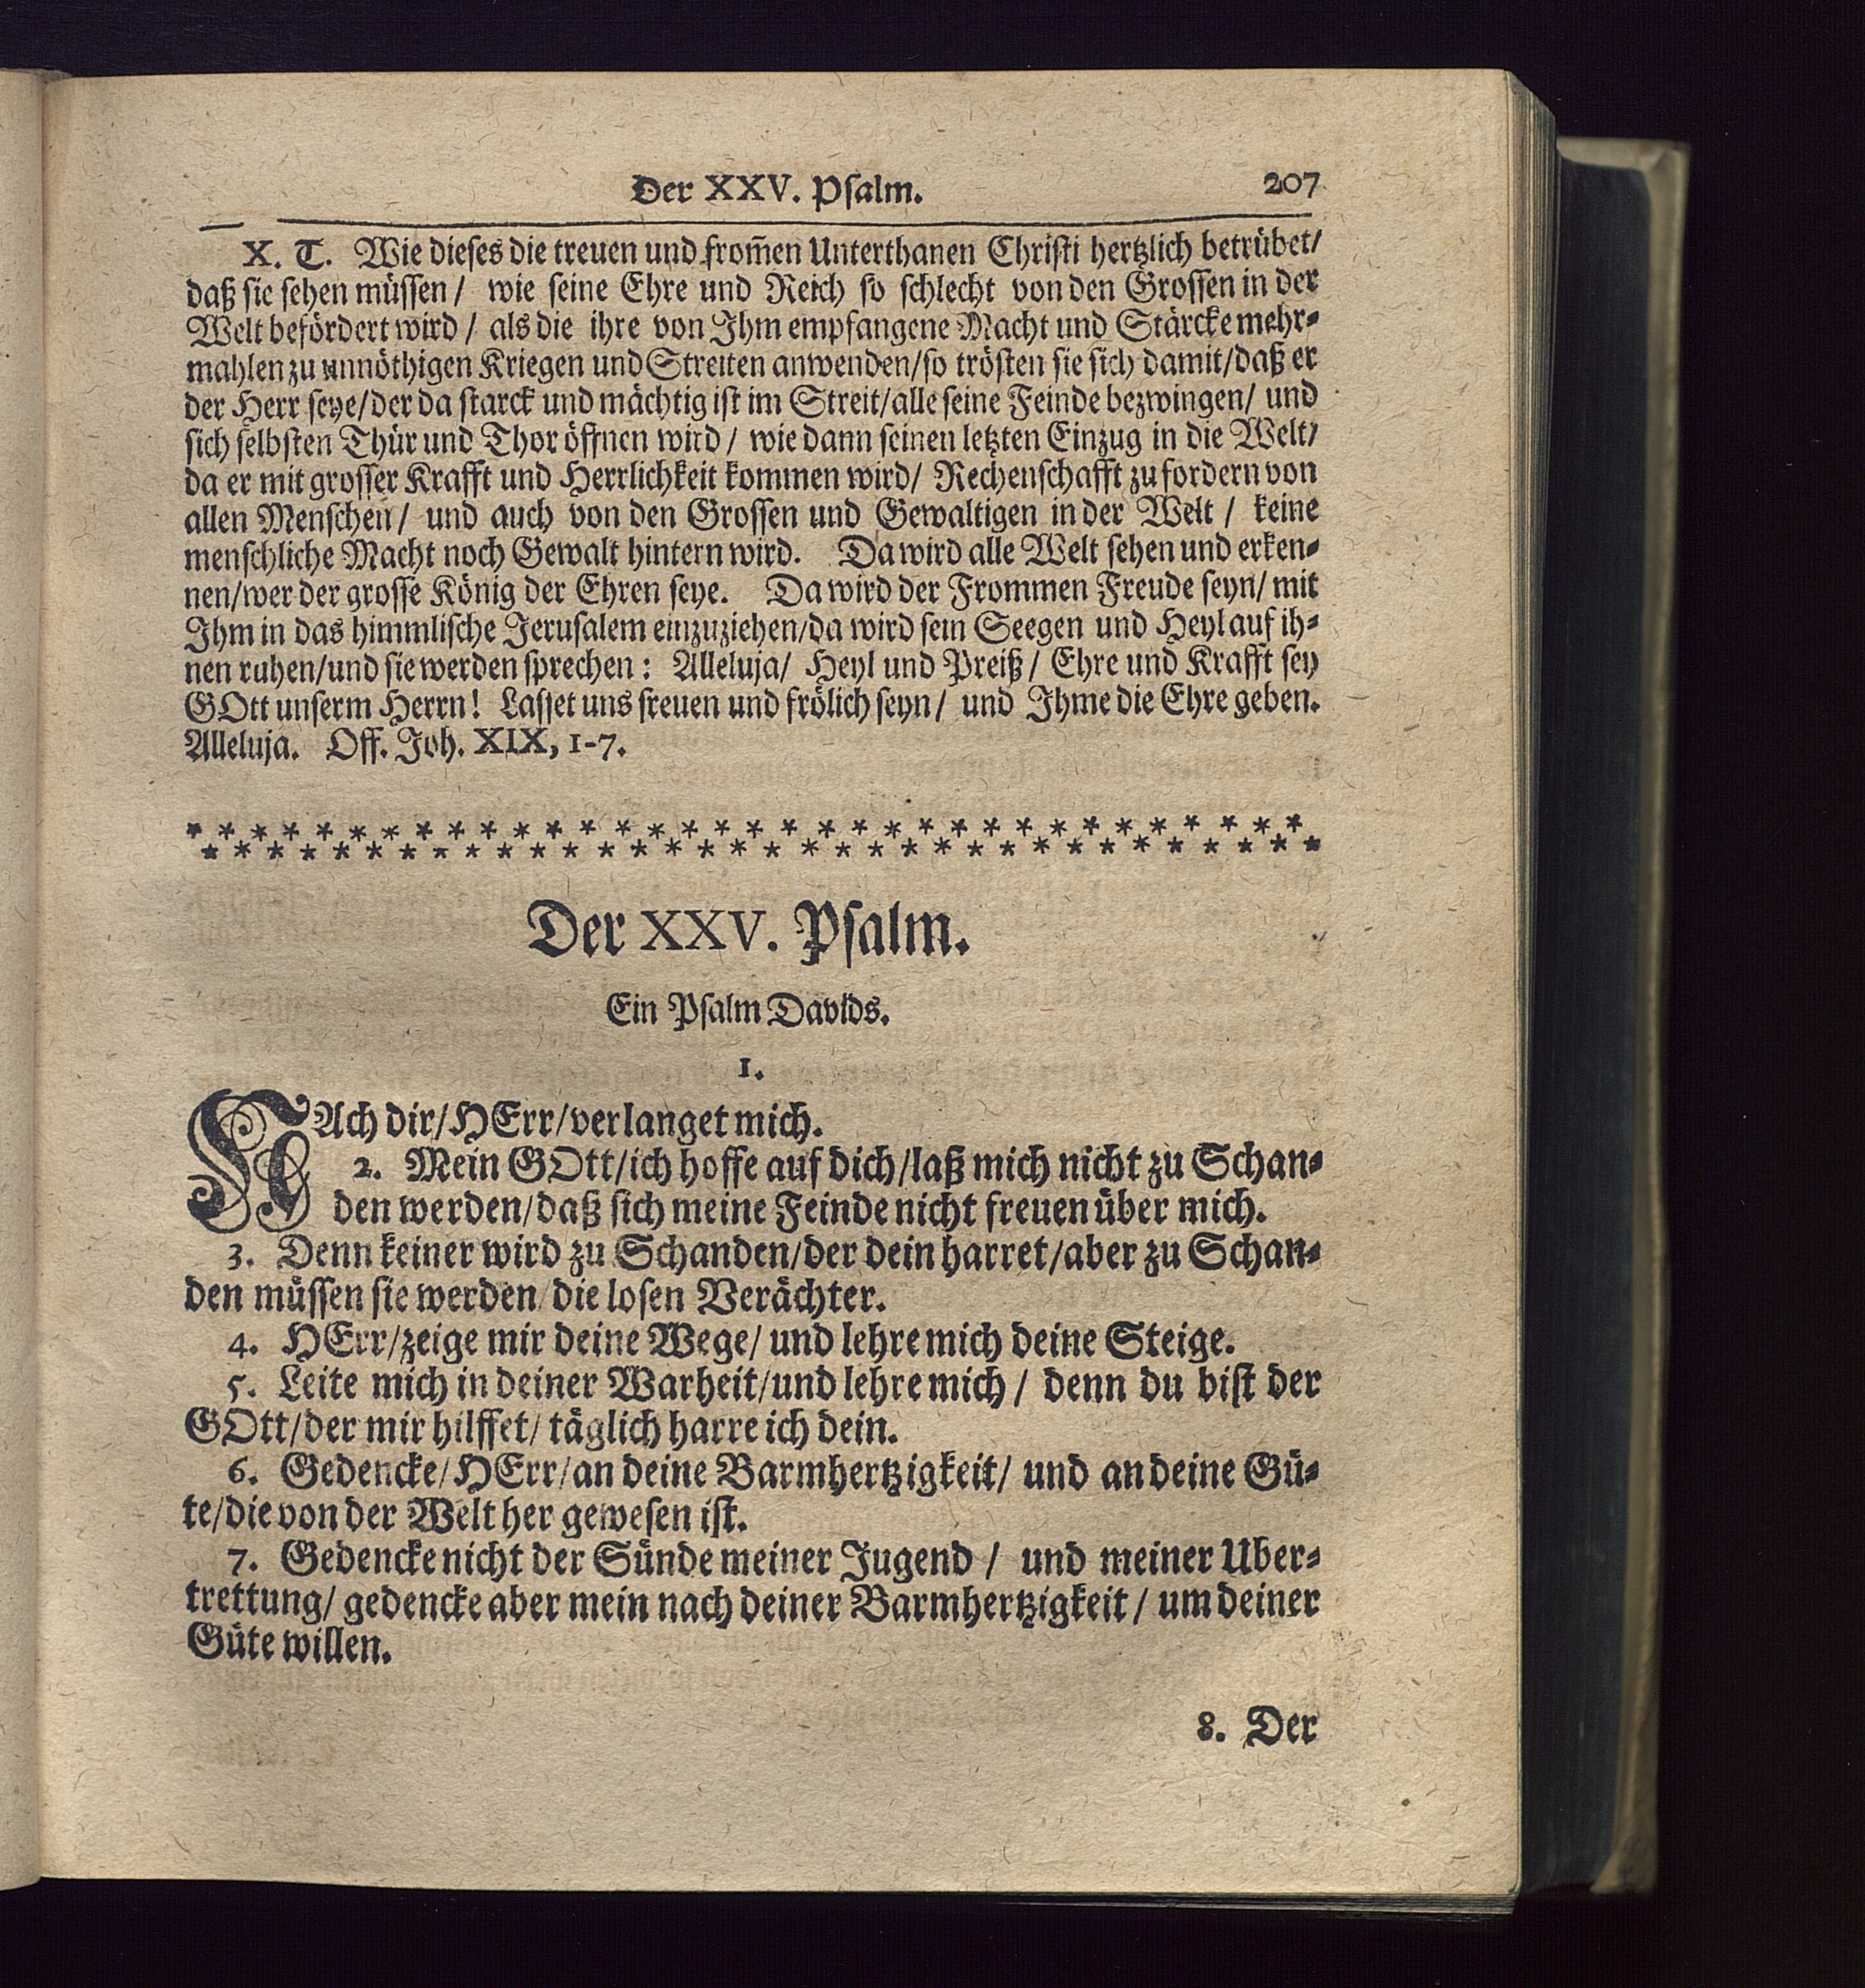 Der XXV. Psalm. 207
X. T. Wie dieses die treuen und from̄en Unterthanen Christi hertzlich betrübet/
daß sie sehen müssen/ wie seine Ehre und Reich so schlecht von den Grossen in der
Welt befördert wird / als die ihre von Ihm empfangene Macht und Stärcke mehr-
mahlen zu unnöthigen Kriegen und Streiten anwenden/so trösten sie sich damit/daß er
der Herr seye/der da starck und mächtig ist im Streit/alle seine Feinde bezwingen/ und
sich selbsten Thür und Thor öffnen wird / wie dann seinen letzten Einzug in die Welt/
da er mit grosser Krafft und Herrlichkeit kommen wird/ Rechenschafft zu fordern von
allen Menschen/ und auch von den Grossen und Gewaltigen in der Welt / keine
menschliche Macht noch Gewalt hintern wird. Da wird alle Welt sehen und erken-
nen/wer der grosse König der Ehren seye. Da wird der Frommen Freude seyn/ mit
Ihm in das himmlische Jerusalem einzuziehen/da wird sein Seegen und Heyl auf ih-
nen ruhen/und sie werden sprechen: Alleluja/ Heyl und Preiß / Ehre und Krafft sey
GOtt unserm Herrn! Lasset uns freuen und frölich seyn/ und Ihme die Ehre geben.
Alleluja. Off. Joh. XIX, 1-7.
Der XXV. Psalm.
Ein Psalm Davids.
1.
NAch dir/HErr/verlanget mich.
2. Mein GOtt/ich hoffe auf dich/laß mich nicht zu Schan-
den werden/daß sich meine Feinde nicht freuen über mich.
3. Denn keiner wird zu Schanden/der dein harret/aber zu Schan-
den müssen sie werden/die losen Verächter.
4. HErr/zeige mir deine Wege/ und lehre mich deine Steige.
5. Leite mich in deiner Warheit/und lehre mich / denn du bist der
GOtt/der mir hilffet/ täglich harre ich dein.
6. Gedencke/HErr/an deine Barmhertzigkeit/ und an deine Gü-
te/die von der Welt her gewesen ist.
7. Gedencke nicht der Sünde meiner Jugend / und meiner Uber-
trettung/ gedencke aber mein nach deiner Barmhertzigkeit / um deiner
Güte willen.
8. Der